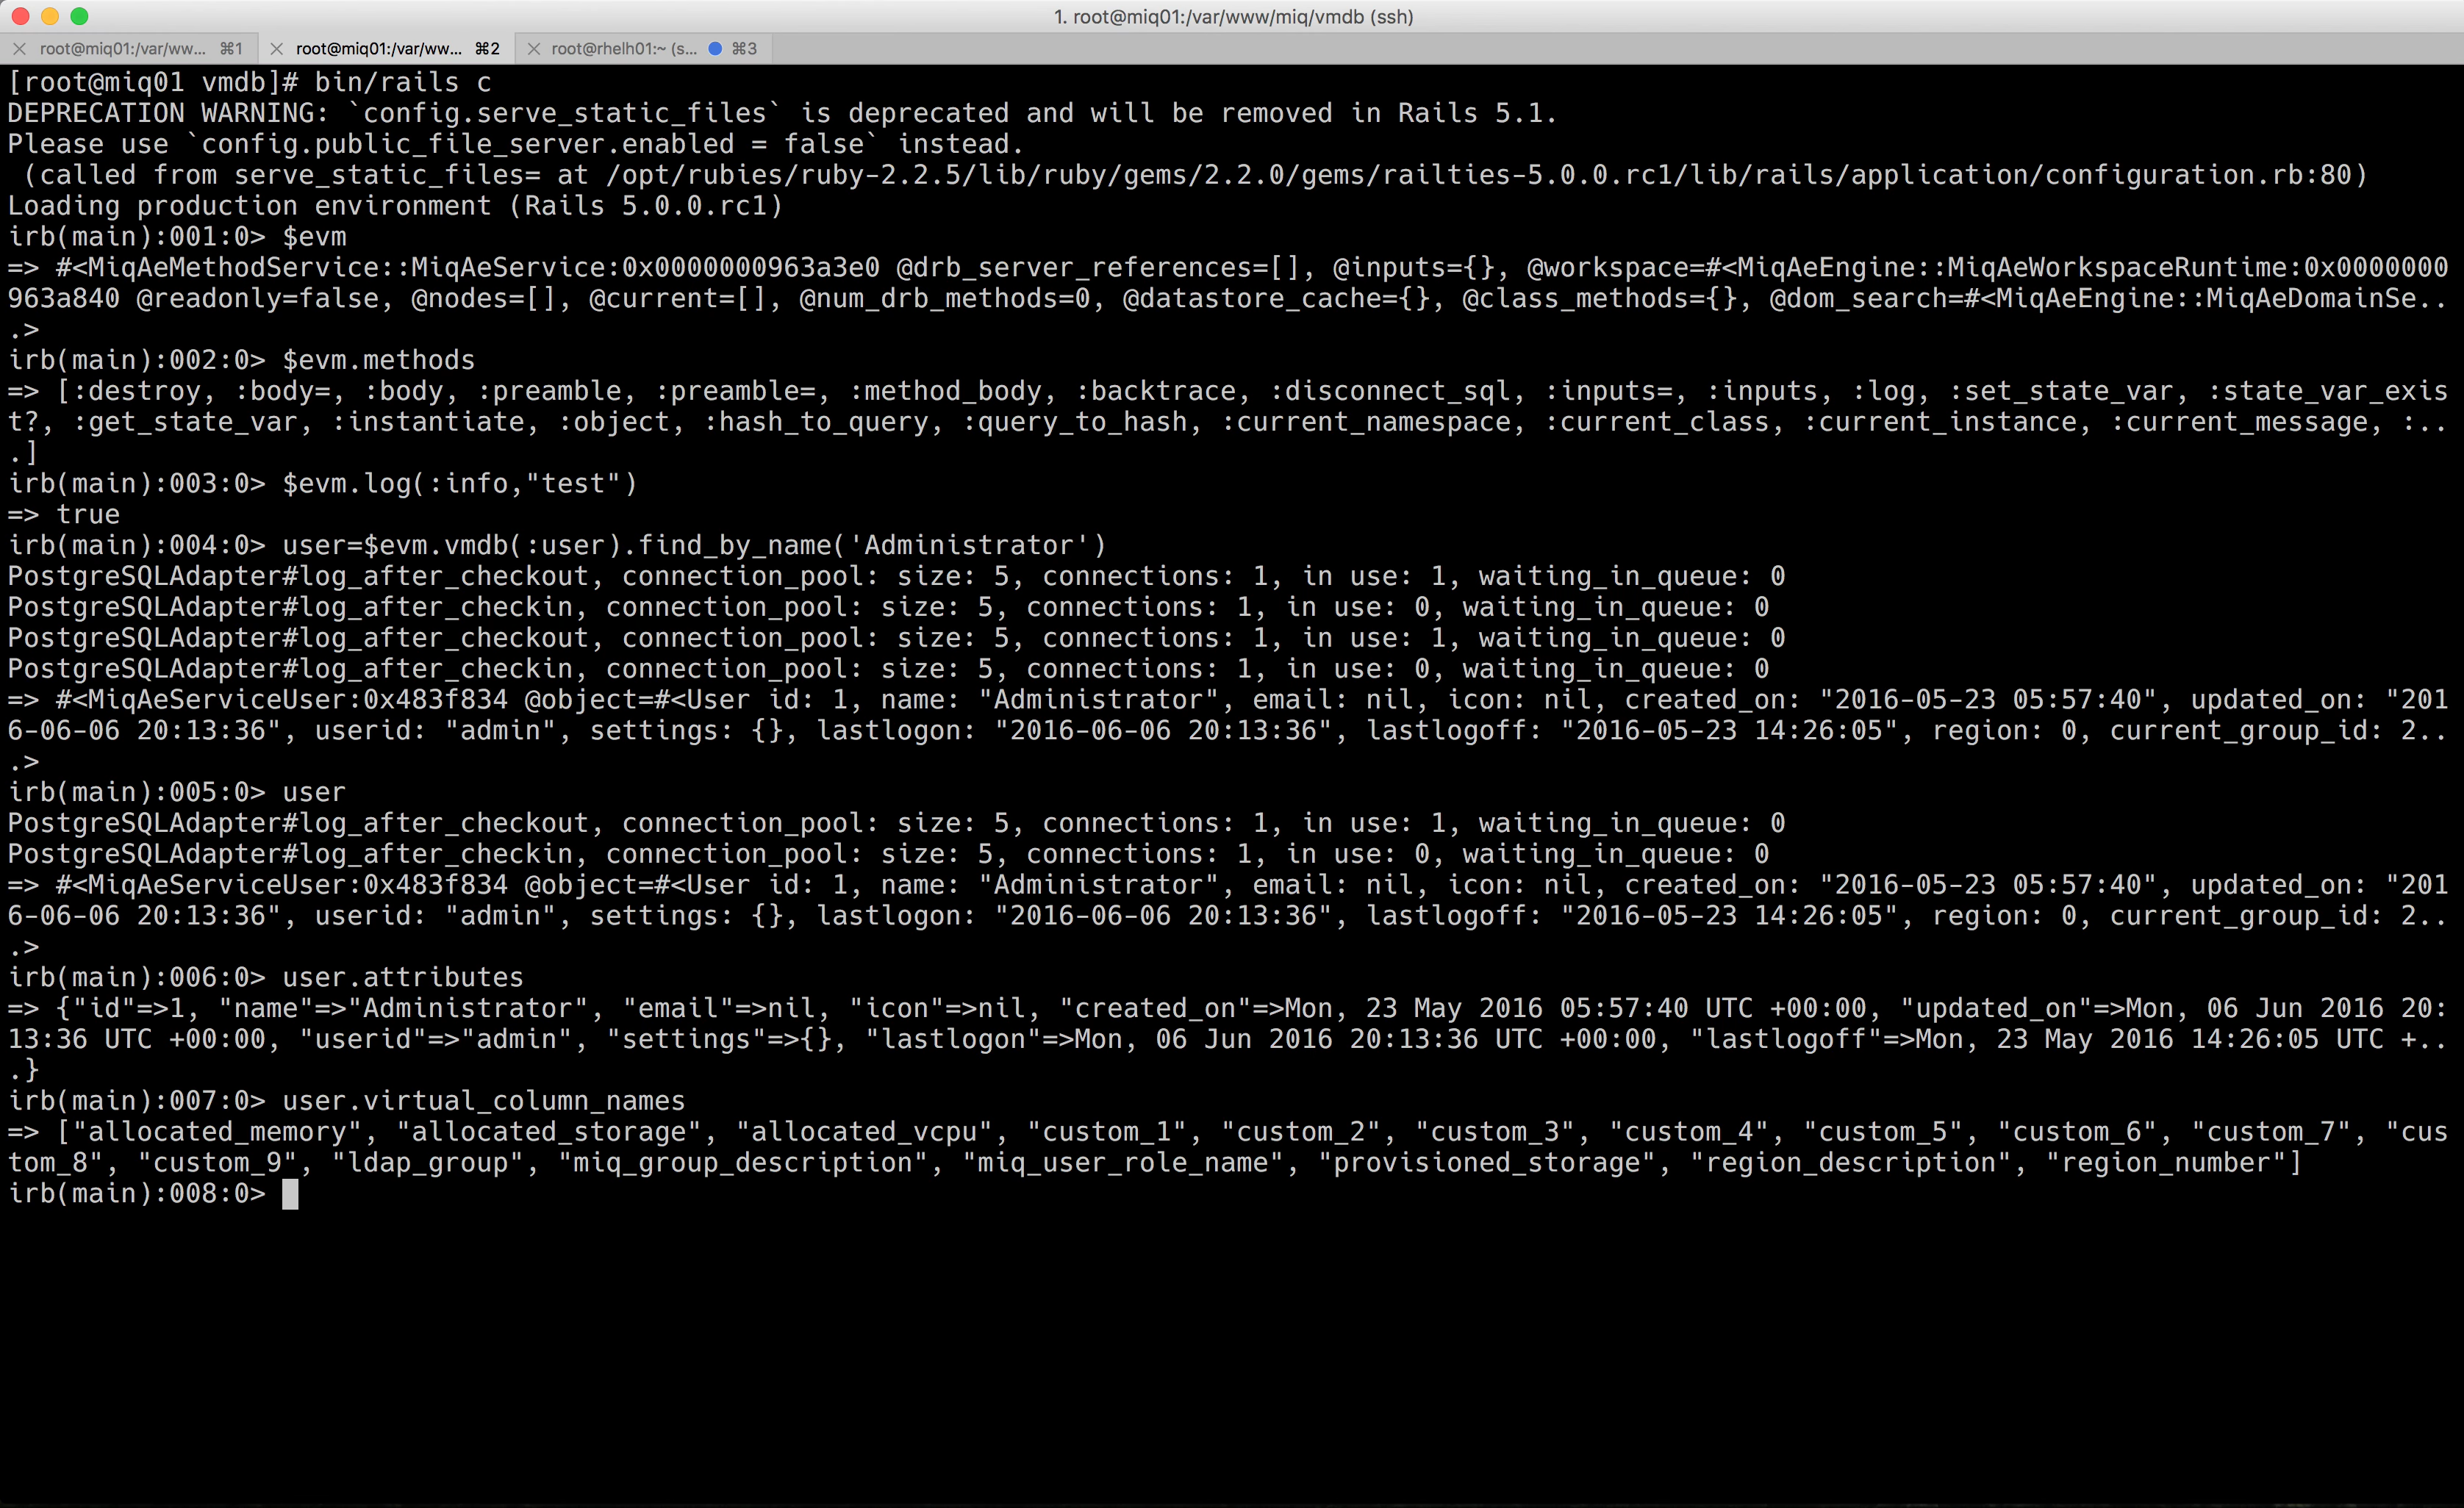 1. root@miq01:/var/www/miq/vmdb (ssh)
root@miq01:/var/ww... ⌘1 root@miq01:/var/ww... ⌘2 root@rhelh01:~ (s... ⌘3
[root@miq01 vmdb]# bin/rails c
DEPRECATION WARNING: `config.serve_static_files` is deprecated and will be removed in Rails 5.1.
Please use `config.public_file_server.enabled = false` instead.
 (called from serve_static_files= at /opt/rubies/ruby-2.2.5/lib/ruby/gems/2.2.0/gems/railties-5.0.0.rc1/lib/rails/application/configuration.rb:80)
Loading production environment (Rails 5.0.0.rc1)
irb(main):001:0> $evm
=> #<MiqAeMethodService::MiqAeService:0x0000000963a3e0 @drb_server_references=[], @inputs={}, @workspace=#<MiqAeEngine::MiqAeWorkspaceRuntime:0x0000000
963a840 @readonly=false, @nodes=[], @current=[], @num_drb_methods=0, @datastore_cache={}, @class_methods={}, @dom_search=#<MiqAeEngine::MiqAeDomainSe..
.>
irb(main):002:0> $evm.methods
=> [:destroy, :body=, :body, :preamble, :preamble=, :method_body, :backtrace, :disconnect_sql, :inputs=, :inputs, :log, :set_state_var, :state_var_exis
t?, :get_state_var, :instantiate, :object, :hash_to_query, :query_to_hash, :current_namespace, :current_class, :current_instance, :current_message, :..
.]
irb(main):003:0> $evm.log(:info,"test")
=> true
irb(main):004:0> user=$evm.vmdb(:user).find_by_name('Administrator')
PostgreSQLAdapter#log_after_checkout, connection_pool: size: 5, connections: 1, in use: 1, waiting_in_queue: 0
PostgreSQLAdapter#log_after_checkin, connection_pool: size: 5, connections: 1, in use: 0, waiting_in_queue: 0
PostgreSQLAdapter#log_after_checkout, connection_pool: size: 5, connections: 1, in use: 1, waiting_in_queue: 0
PostgreSQLAdapter#log_after_checkin, connection_pool: size: 5, connections: 1, in use: 0, waiting_in_queue: 0
=> #<MiqAeServiceUser:0x483f834 @object=#<User id: 1, name: "Administrator", email: nil, icon: nil, created_on: "2016-05-23 05:57:40", updated_on: "201
6-06-06 20:13:36", userid: "admin", settings: {}, lastlogon: "2016-06-06 20:13:36", lastlogoff: "2016-05-23 14:26:05", region: 0, current_group_id: 2..
.>
irb(main):005:0> user
PostgreSQLAdapter#log_after_checkout, connection_pool: size: 5, connections: 1, in use: 1, waiting_in_queue: 0
PostgreSQLAdapter#log_after_checkin, connection_pool: size: 5, connections: 1, in use: 0, waiting_in_queue: 0
=> #<MiqAeServiceUser:0x483f834 @object=#<User id: 1, name: "Administrator", email: nil, icon: nil, created_on: "2016-05-23 05:57:40", updated_on: "201
6-06-06 20:13:36", userid: "admin", settings: {}, lastlogon: "2016-06-06 20:13:36", lastlogoff: "2016-05-23 14:26:05", region: 0, current_group_id: 2..
.>
irb(main):006:0> user.attributes
=> {"id"=>1, "name"=>"Administrator", "email"=>nil, "icon"=>nil, "created_on"=>Mon, 23 May 2016 05:57:40 UTC +00:00, "updated_on"=>Mon, 06 Jun 2016 20:
13:36 UTC +00:00, "userid"=>"admin", "settings"=>{}, "lastlogon"=>Mon, 06 Jun 2016 20:13:36 UTC +00:00, "lastlogoff"=>Mon, 23 May 2016 14:26:05 UTC +..
.}
irb(main):007:0> user.virtual_column_names
=> ["allocated_memory", "allocated_storage", "allocated_vcpu", "custom_1", "custom_2", "custom_3", "custom_4", "custom_5", "custom_6", "custom_7", "cus
tom_8", "custom_9", "ldap_group", "miq_group_description", "miq_user_role_name", "provisioned_storage", "region_description", "region_number"]
irb(main):008:0>